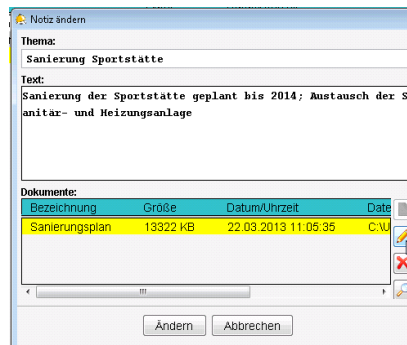 Notiz ändern
Thema:
Sanierung Sportstätte
Text:
Sanierung der Sportstätte geplant bis 2014; Austausch der S
anitär- und Heizungsanlage
Dokumente:
Bezeichnung Größe Datum/Uhrzeit Date
Sanierungsplan 13322 KB 22.03.2013 11:05:35 C:\U
Ändern Abbrechen